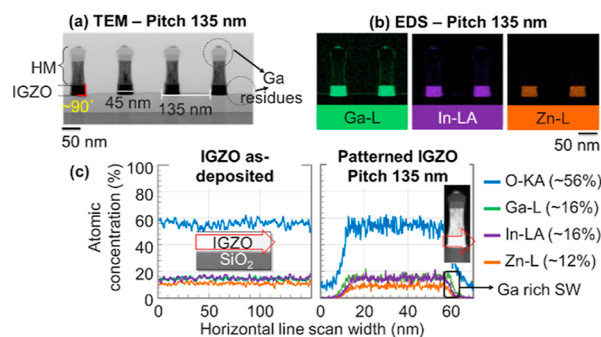 (a) TEM – Pitch 135 nm
HM
IGZO
~90°
45 nm
135 nm
Ga
residues
50 nm
(b) EDS – Pitch 135 nm
Ga-L
In-LA
Zn-L
50 nm
(c)
IGZO as-
deposited
Patterned IGZO
Pitch 135 nm
Atomic
concentration (%)
100
80
60
40
20
0
IGZO
SiO2
0 50 100
0 10 20 30 40 50 60
Horizontal line scan width (nm)
O-KA (~56%)
Ga-L (~16%)
In-LA (~16%)
Zn-L (~12%)
Ga rich SW